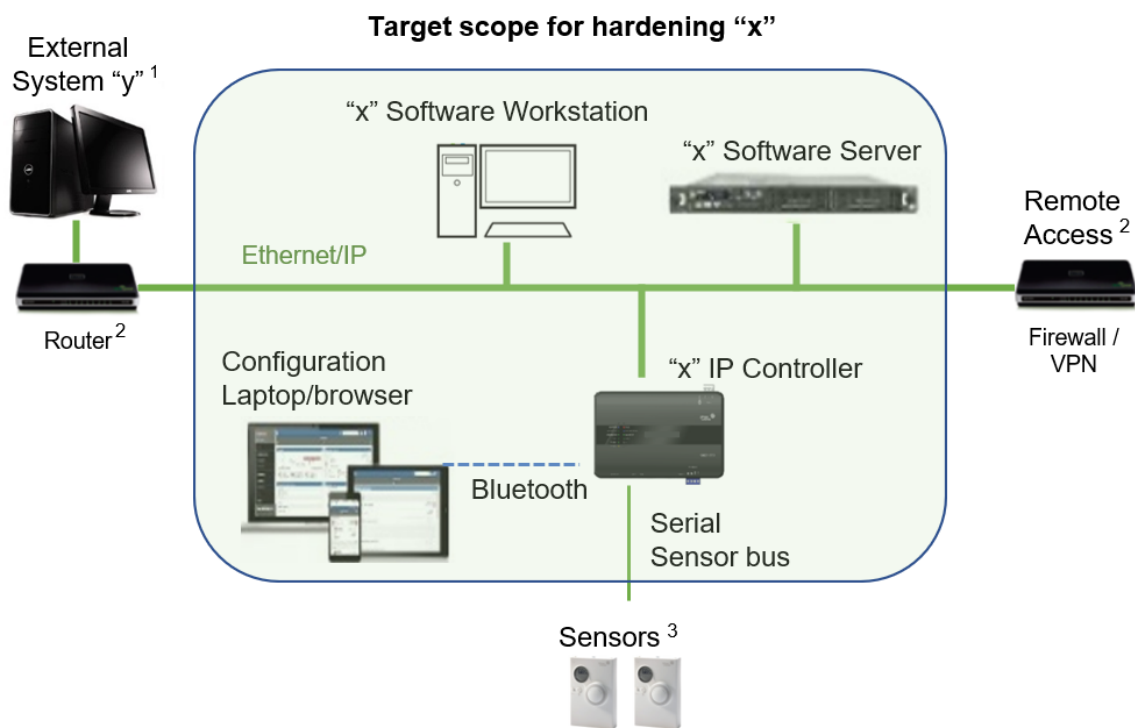 Target scope for hardening “x”
External
System “y” 1
“x” Software Workstation
“x” Software Server
Remote
Access 2
Ethernet/IP
Router 2
Firewall /
VPN
Configuration
Laptop/browser
“x” IP Controller
Bluetooth
Serial
Sensor bus
Sensors 3